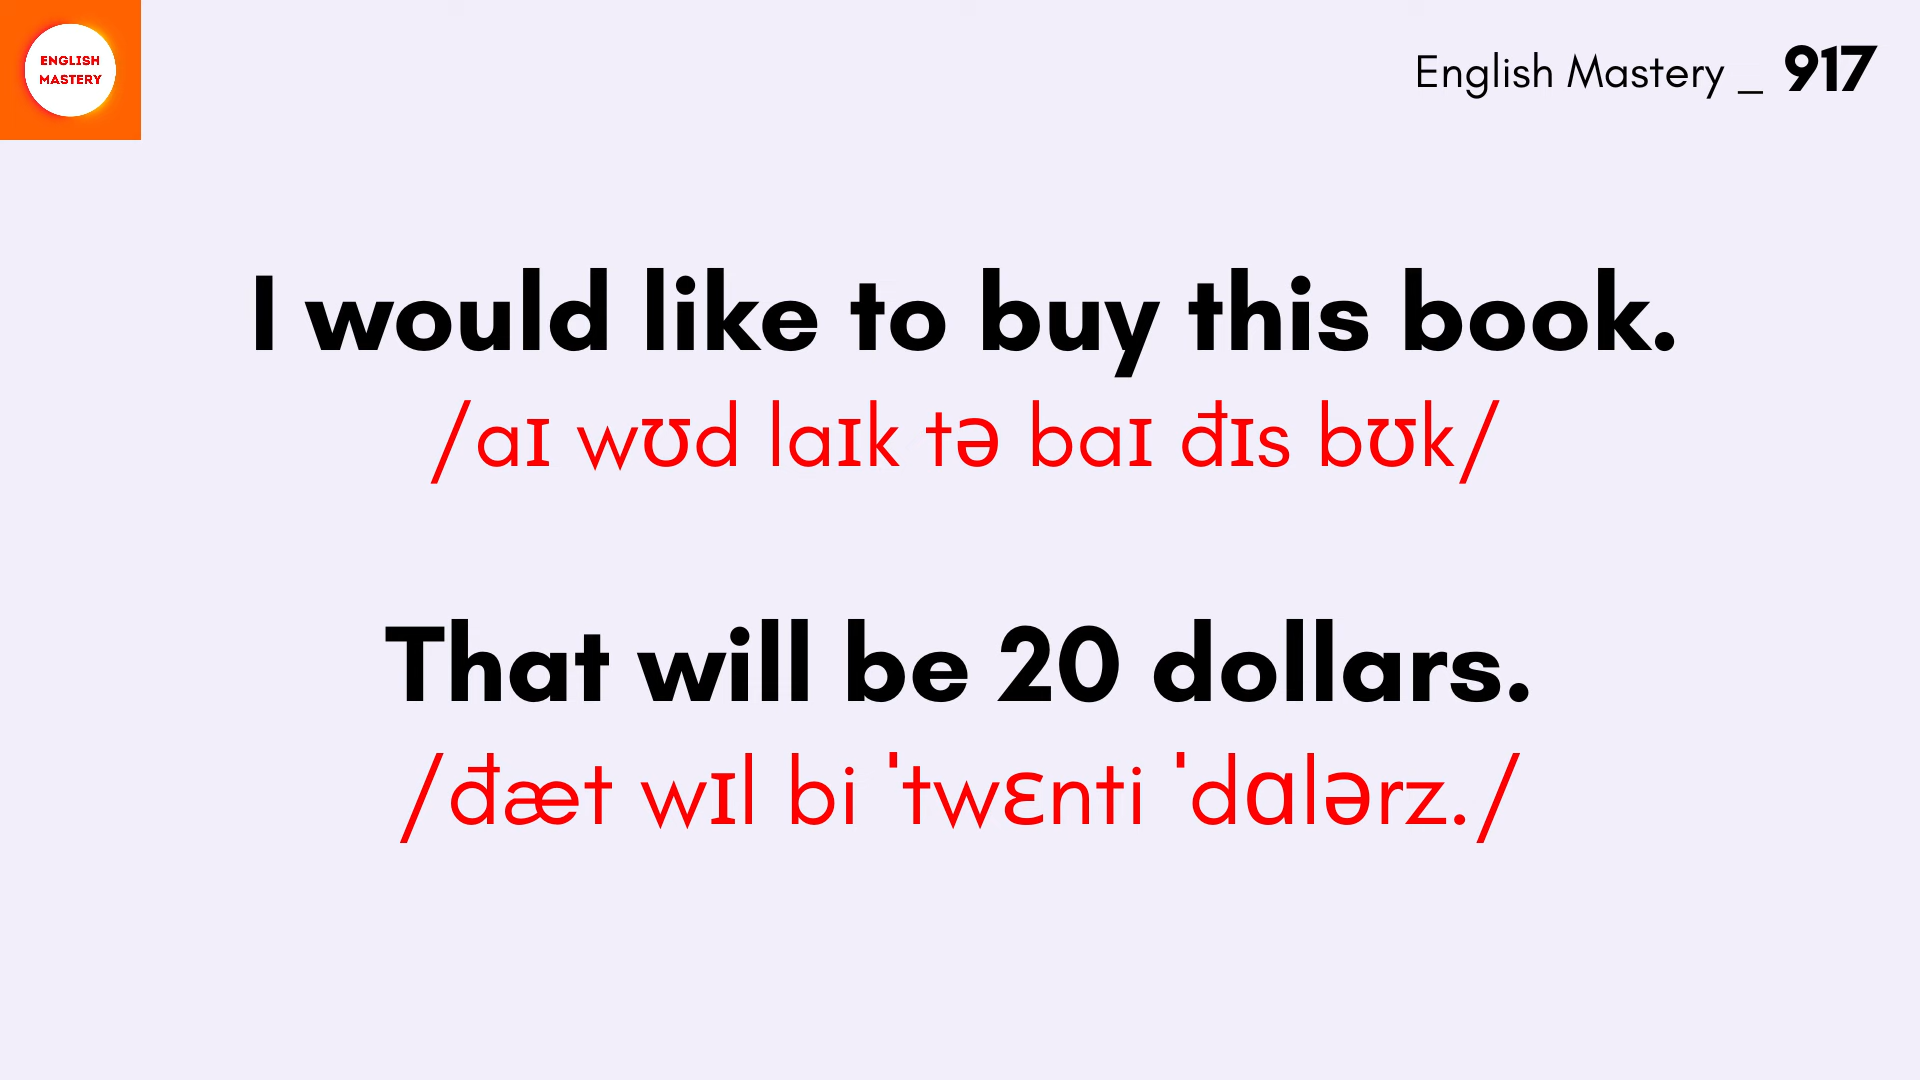 ENGLISH
MASTERY
English Mastery _ 917
I would like to buy this book.
/aɪ wʊd laɪk tə baɪ đɪs bʊk/
That will be 20 dollars.
/đæt wɪl bi ˈtwɛnti ˈdɑlərz./